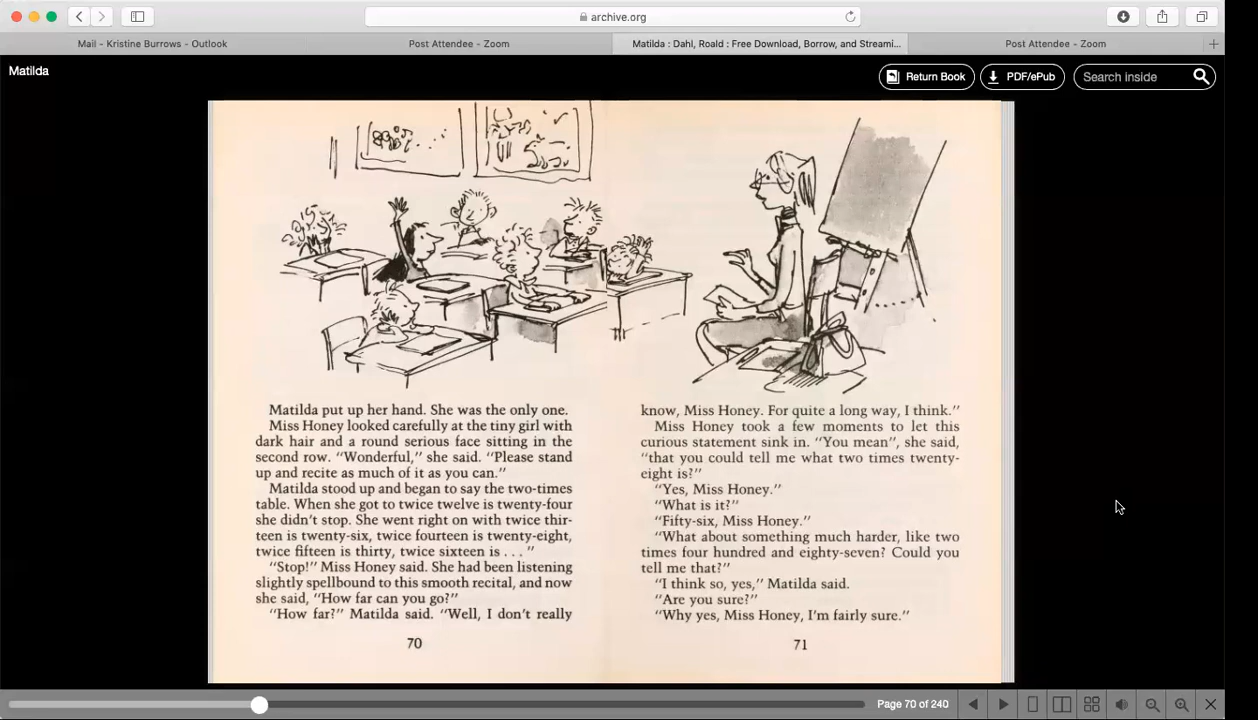 archive.org
Mail - Kristine Burrows - Outlook
Post Attendee - Zoom
Matilda : Dahl, Roald : Free Download, Borrow, and Streami...
Post Attendee - Zoom
Matilda
Return Book
PDF/ePub
Search inside
Matilda put up her hand. She was the only one.
Miss Honey looked carefully at the tiny girl with
dark hair and a round serious face sitting in the
second row. “Wonderful,” she said. “Please stand
up and recite as much of it as you can.”
Matilda stood up and began to say the two-times
table. When she got to twice twelve is twenty-four
she didn’t stop. She went right on with twice thir-
teen is twenty-six, twice fourteen is twenty-eight,
twice fifteen is thirty, twice sixteen is . . .”
“Stop!” Miss Honey said. She had been listening
slightly spellbound to this smooth recital, and now
she said, “How far can you go?”
“How far?” Matilda said. “Well, I don’t really
70
know, Miss Honey. For quite a long way, I think.”
Miss Honey took a few moments to let this
curious statement sink in. “You mean”, she said,
“that you could tell me what two times twenty-
eight is?”
“Yes, Miss Honey.”
“What is it?”
“Fifty-six, Miss Honey.”
“What about something much harder, like two
times four hundred and eighty-seven? Could you
tell me that?”
“I think so, yes,” Matilda said.
“Are you sure?”
“Why yes, Miss Honey, I’m fairly sure.”
71
Page 70 of 240